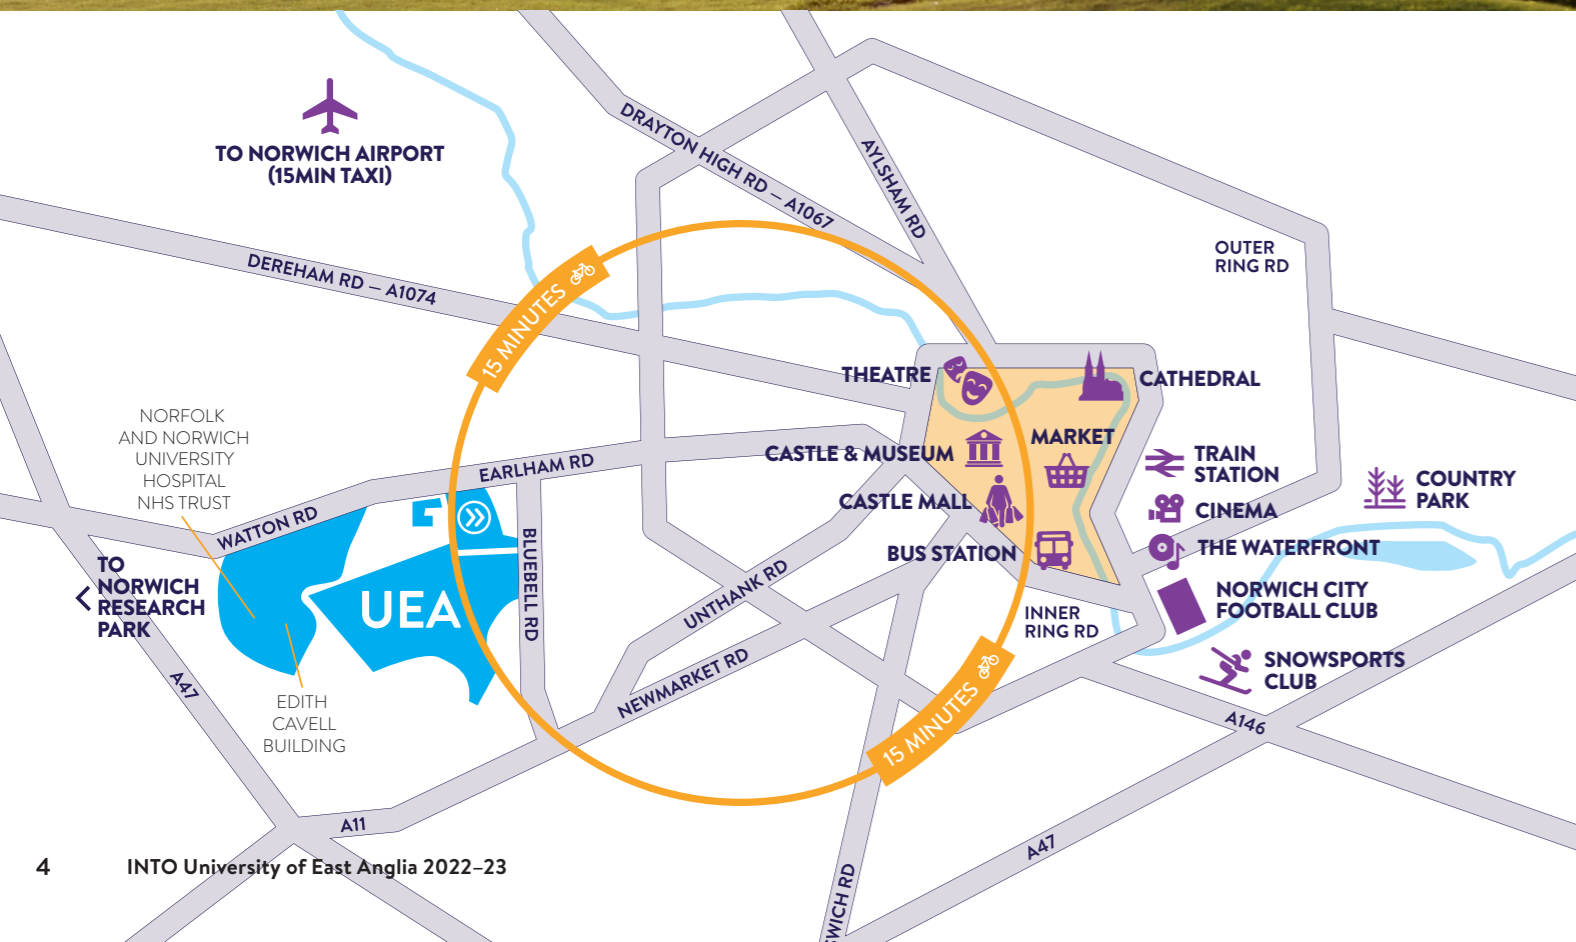 TO NORWICH AIRPORT
(15MIN TAXI)
DRAYTON HIGH RD – A1067
AYLSHAM RD
OUTER
RING RD
DEREHAM RD – A1074
15 MINUTES
THEATRE
CATHEDRAL
MARKET
CASTLE & MUSEUM
TRAIN
STATION
CASTLE MALL
CINEMA
COUNTRY
PARK
BUS STATION
THE WATERFRONT
NORWICH CITY
FOOTBALL CLUB
INNER
RING RD
SNOWSPORTS
CLUB
NORFOLK
AND NORWICH
UNIVERSITY
HOSPITAL
NHS TRUST
EARLHAM RD
WATTON RD
BLUEBELL RD
UEA
UNTHANK RD
TO
NORWICH
RESEARCH
PARK
A47
NEWMARKET RD
EDITH
CAVELL
BUILDING
15 MINUTES
A146
A11
A47
WICH RD
4
INTO University of East Anglia 2022–23